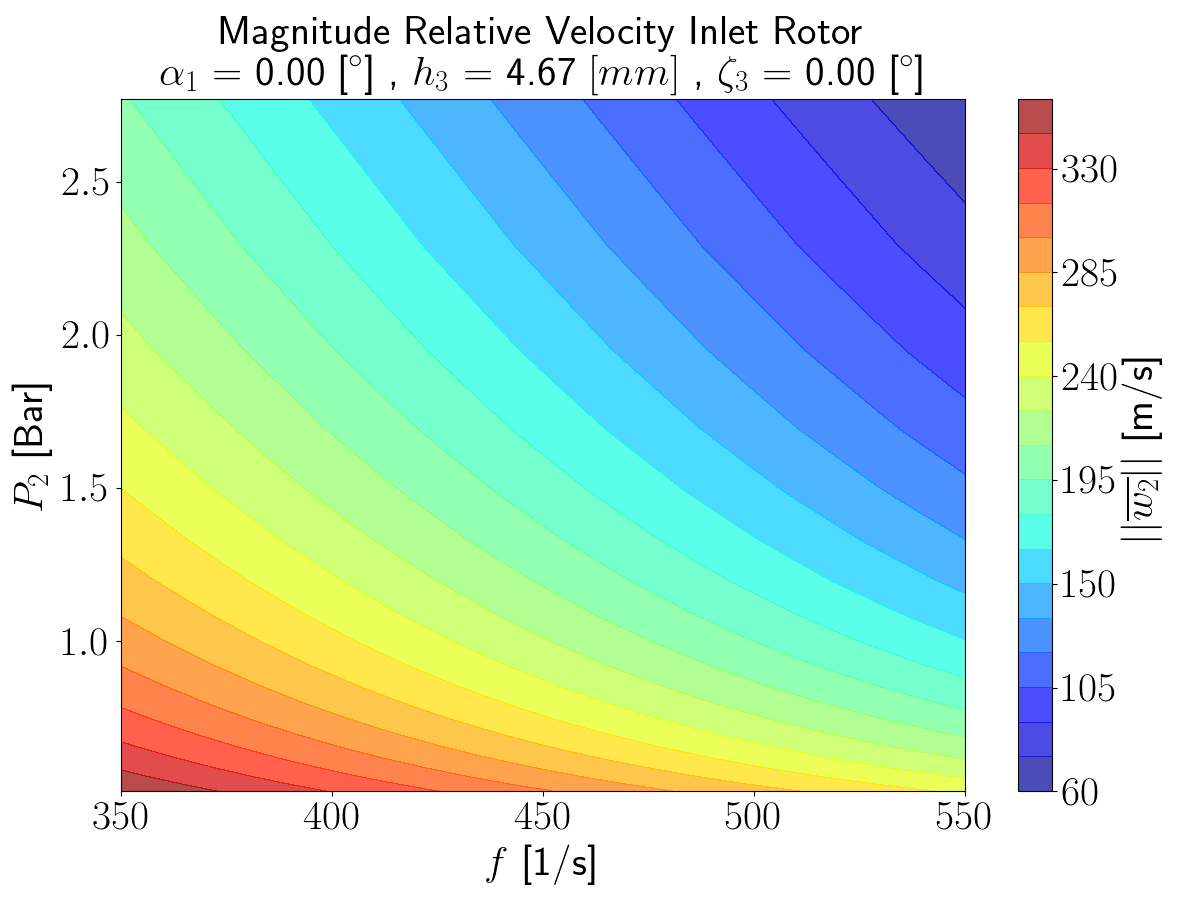 Magnitude Relative Velocity Inlet Rotor
α₁ = 0.00 [°] , h₃ = 4.67 [mm] , ζ₃ = 0.00 [°]
P₂ [Bar]
2.5
2.0
1.5
1.0
350 400 450 500 550
f [1/s]
330
285
240
195
150
105
60
||w̅₂|| [m/s]